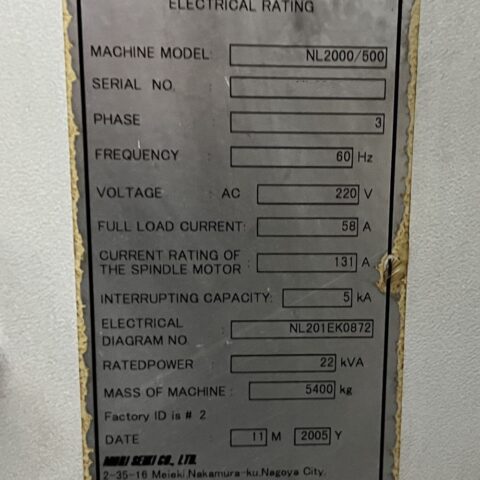 ELECTRICAL RATING
MACHINE MODEL: NL2000/500
SERIAL NO. :
PHASE : 3
FREQUENCY : 60 Hz
VOLTAGE : AC 220 V
FULL LOAD CURRENT: 58 A
CURRENT RATING OF
THE SPINDLE MOTOR : 131 A
INTERRUPTING CAPACITY: 5 kA
ELECTRICAL
DIAGRAM NO. : NL201EK0872
RATEDPOWER : 22 kVA
MASS OF MACHINE : 5400 kg
Factory ID is # 2
DATE : 11 M 2005 Y
MORI SEIKI CO., LTD.
2-35-16 Meieki,Nakamura-ku,Nagoya City,